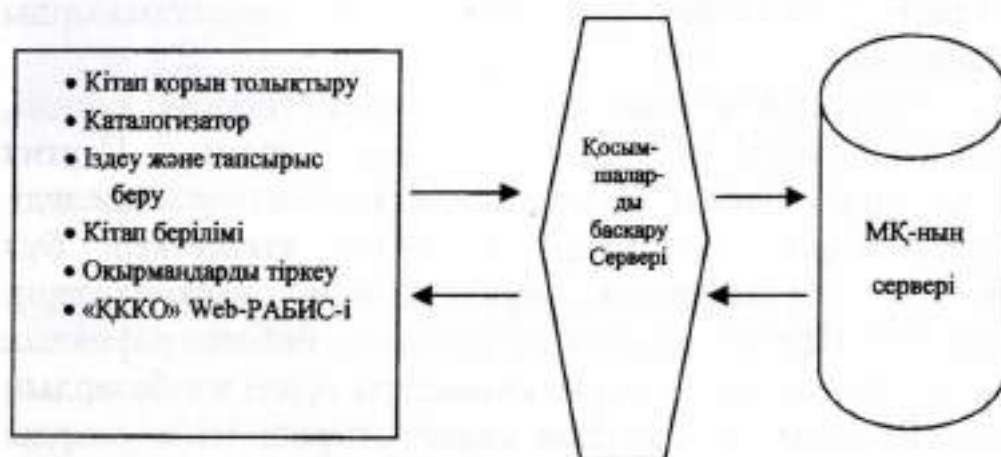 • Кітап қорын толықтыру
• Каталогизатор
• Іздеу және тапсырыс
беру
• Кітап берілімі
• Оқырмандарды тіркеу
• «ҚККО» Web-РАБИС-і
Қосым-
шалар-
ды
басқару
Сервері
МҚ-ның
сервері